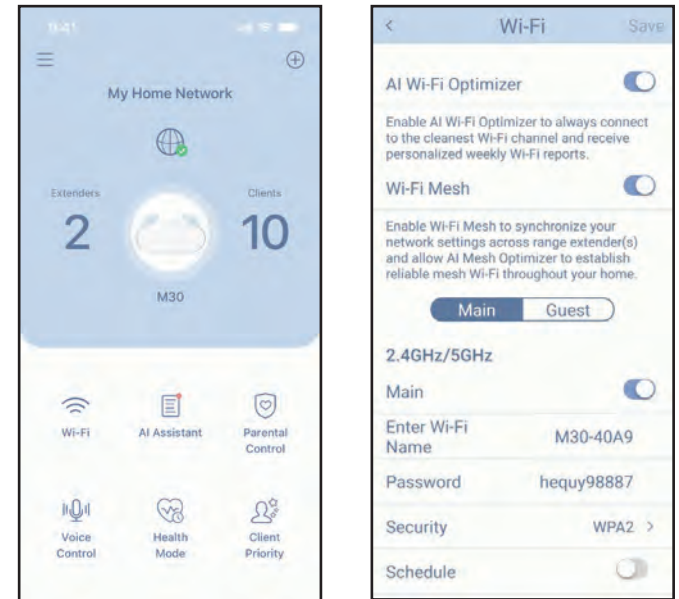 9:41
My Home Network
Extenders
2
Clients
10
M30
Wi-Fi
AI Assistant
Parental
Control
Voice
Control
Health
Mode
Client
Priority
Wi-Fi
Save
AI Wi-Fi Optimizer
Enable AI Wi-Fi Optimizer to always connect
to the cleanest Wi-Fi channel and receive
personalized weekly Wi-Fi reports.
Wi-Fi Mesh
Enable Wi-Fi Mesh to synchronize your
network settings across range extender(s)
and allow AI Mesh Optimizer to establish
reliable mesh Wi-Fi throughout your home.
Main Guest
2.4GHz/5GHz
Main
Enter Wi-Fi
Name
M30-40A9
Password hequy98887
Security WPA2 >
Schedule